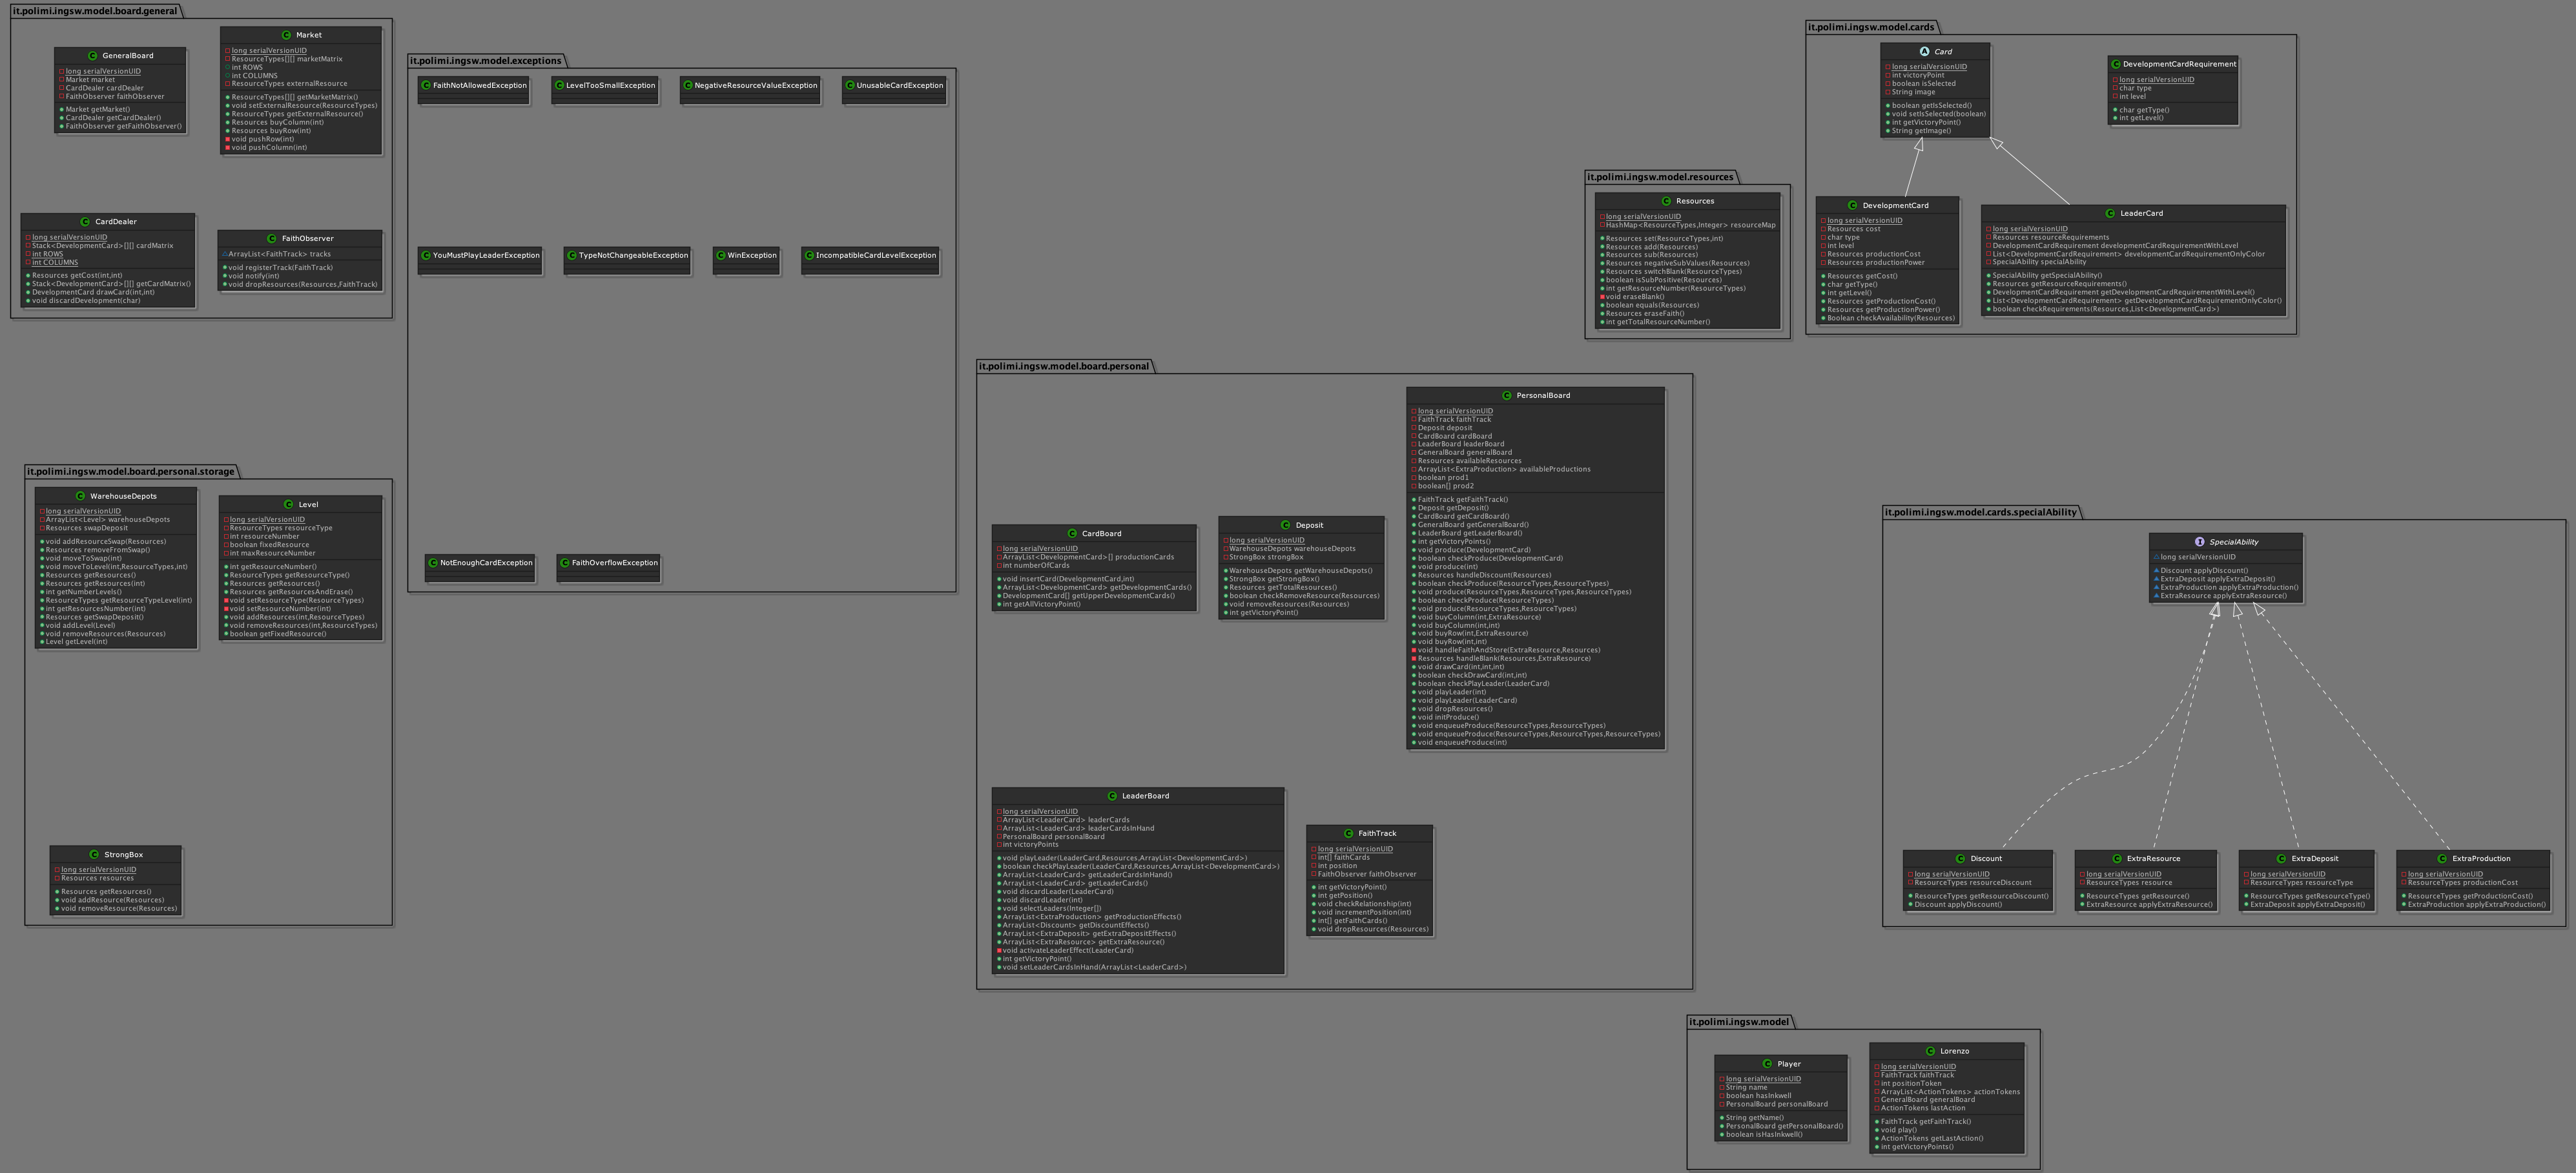 it.polimi.ingsw.model.board.general
GeneralBoard
long serialVersionUID
Market market
CardDealer cardDealer
FaithObserver faithObserver
Market getMarket()
CardDealer getCardDealer()
FaithObserver getFaithObserver()
Market
long serialVersionUID
ResourceTypes[][] marketMatrix
int ROWS
int COLUMNS
ResourceTypes externalResource
ResourceTypes[][] getMarketMatrix()
void setExternalResource(ResourceTypes)
ResourceTypes getExternalResource()
Resources buyColumn(int)
Resources buyRow(int)
void pushRow(int)
void pushColumn(int)
CardDealer
long serialVersionUID
Stack<DevelopmentCard>[][] cardMatrix
int ROWS
int COLUMNS
Resources getCost(int,int)
Stack<DevelopmentCard>[][] getCardMatrix()
DevelopmentCard drawCard(int,int)
void discardDevelopment(char)
FaithObserver
ArrayList<FaithTrack> tracks
void registerTrack(FaithTrack)
void notify(int)
void dropResources(Resources,FaithTrack)
it.polimi.ingsw.model.exceptions
FaithNotAllowedException
LevelTooSmallException
NegativeResourceValueException
UnusableCardException
YouMustPlayLeaderException
TypeNotChangeableException
WinException
IncompatibleCardLevelException
NotEnoughCardException
FaithOverflowException
it.polimi.ingsw.model.resources
Resources
long serialVersionUID
HashMap<ResourceTypes,Integer> resourceMap
Resources set(ResourceTypes,int)
Resources add(Resources)
Resources sub(Resources)
Resources negativeSubValues(Resources)
Resources switchBlank(ResourceTypes)
boolean isSubPositive(Resources)
int getResourceNumber(ResourceTypes)
void eraseBlank()
boolean equals(Resources)
Resources eraseFaith()
int getTotalResourceNumber()
it.polimi.ingsw.model.cards
Card
long serialVersionUID
int victoryPoint
boolean isSelected
String image
boolean getIsSelected()
void setIsSelected(boolean)
int getVictoryPoint()
String getImage()
DevelopmentCardRequirement
long serialVersionUID
char type
int level
char getType()
int getLevel()
DevelopmentCard
long serialVersionUID
Resources cost
char type
int level
Resources productionCost
Resources productionPower
Resources getCost()
char getType()
int getLevel()
Resources getProductionCost()
Resources getProductionPower()
Boolean checkAvailability(Resources)
LeaderCard
long serialVersionUID
Resources resourceRequirements
DevelopmentCardRequirement developmentCardRequirementWithLevel
List<DevelopmentCardRequirement> developmentCardRequirementOnlyColor
SpecialAbility specialAbility
SpecialAbility getSpecialAbility()
Resources getResourceRequirements()
DevelopmentCardRequirement getDevelopmentCardRequirementWithLevel()
List<DevelopmentCardRequirement> getDevelopmentCardRequirementOnlyColor()
boolean checkRequirements(Resources,List<DevelopmentCard>)
it.polimi.ingsw.model.board.personal.storage
WarehouseDepots
long serialVersionUID
ArrayList<Level> warehouseDepots
Resources swapDeposit
void addResourceSwap(Resources)
Resources removeFromSwap()
void moveToSwap(int)
void moveToLevel(int,ResourceTypes,int)
Resources getResources()
Resources getResources(int)
int getNumberLevels()
ResourceTypes getResourceTypeLevel(int)
int getResourcesNumber(int)
Resources getSwapDeposit()
void addLevel(Level)
void removeResources(Resources)
Level getLevel(int)
Level
long serialVersionUID
ResourceTypes resourceType
int resourceNumber
boolean fixedResource
int maxResourceNumber
int getResourceNumber()
ResourceTypes getResourceType()
Resources getResources()
Resources getResourcesAndErase()
void setResourceType(ResourceTypes)
void setResourceNumber(int)
void addResources(int,ResourceTypes)
void removeResources(int,ResourceTypes)
boolean getFixedResource()
StrongBox
long serialVersionUID
Resources resources
Resources getResources()
void addResource(Resources)
void removeResource(Resources)
it.polimi.ingsw.model.board.personal
CardBoard
long serialVersionUID
ArrayList<DevelopmentCard>[] productionCards
int numberOfCards
void insertCard(DevelopmentCard,int)
ArrayList<DevelopmentCard> getDevelopmentCards()
DevelopmentCard[] getUpperDevelopmentCards()
int getAllVictoryPoint()
Deposit
long serialVersionUID
WarehouseDepots warehouseDepots
StrongBox strongBox
WarehouseDepots getWarehouseDepots()
StrongBox getStrongBox()
Resources getTotalResources()
boolean checkRemoveResource(Resources)
void removeResources(Resources)
int getVictoryPoint()
PersonalBoard
long serialVersionUID
FaithTrack faithTrack
Deposit deposit
CardBoard cardBoard
LeaderBoard leaderBoard
GeneralBoard generalBoard
Resources availableResources
ArrayList<ExtraProduction> availableProductions
boolean prod1
boolean[] prod2
FaithTrack getFaithTrack()
Deposit getDeposit()
CardBoard getCardBoard()
GeneralBoard getGeneralBoard()
LeaderBoard getLeaderBoard()
int getVictoryPoints()
void produce(DevelopmentCard)
boolean checkProduce(DevelopmentCard)
void produce(int)
Resources handleDiscount(Resources)
boolean checkProduce(ResourceTypes,ResourceTypes)
void produce(ResourceTypes,ResourceTypes,ResourceTypes)
boolean checkProduce(ResourceTypes)
void produce(ResourceTypes,ResourceTypes)
void buyColumn(int,ExtraResource)
void buyColumn(int,int)
void buyRow(int,ExtraResource)
void buyRow(int,int)
void handleFaithAndStore(ExtraResource,Resources)
Resources handleBlank(Resources,ExtraResource)
void drawCard(int,int,int)
boolean checkDrawCard(int,int)
boolean checkPlayLeader(LeaderCard)
void playLeader(int)
void playLeader(LeaderCard)
void dropResources()
void initProduce()
void enqueueProduce(ResourceTypes,ResourceTypes)
void enqueueProduce(ResourceTypes,ResourceTypes,ResourceTypes)
void enqueueProduce(int)
LeaderBoard
long serialVersionUID
ArrayList<LeaderCard> leaderCards
ArrayList<LeaderCard> leaderCardsInHand
PersonalBoard personalBoard
int victoryPoints
void playLeader(LeaderCard,Resources,ArrayList<DevelopmentCard>)
boolean checkPlayLeader(LeaderCard,Resources,ArrayList<DevelopmentCard>)
ArrayList<LeaderCard> getLeaderCardsInHand()
ArrayList<LeaderCard> getLeaderCards()
void discardLeader(LeaderCard)
void discardLeader(int)
void selectLeaders(Integer[])
ArrayList<ExtraProduction> getProductionEffects()
ArrayList<Discount> getDiscountEffects()
ArrayList<ExtraDeposit> getExtraDepositEffects()
ArrayList<ExtraResource> getExtraResource()
void activateLeaderEffect(LeaderCard)
int getVictoryPoint()
void setLeaderCardsInHand(ArrayList<LeaderCard>)
FaithTrack
long serialVersionUID
int[] faithCards
int position
FaithObserver faithObserver
int getVictoryPoint()
int getPosition()
void checkRelationship(int)
void incrementPosition(int)
int[] getFaithCards()
void dropResources(Resources)
it.polimi.ingsw.model.cards.specialAbility
SpecialAbility
long serialVersionUID
Discount applyDiscount()
ExtraDeposit applyExtraDeposit()
ExtraProduction applyExtraProduction()
ExtraResource applyExtraResource()
Discount
long serialVersionUID
ResourceTypes resourceDiscount
ResourceTypes getResourceDiscount()
Discount applyDiscount()
ExtraResource
long serialVersionUID
ResourceTypes resource
ResourceTypes getResource()
ExtraResource applyExtraResource()
ExtraDeposit
long serialVersionUID
ResourceTypes resourceType
ResourceTypes getResourceType()
ExtraDeposit applyExtraDeposit()
ExtraProduction
long serialVersionUID
ResourceTypes productionCost
ResourceTypes getProductionCost()
ExtraProduction applyExtraProduction()
it.polimi.ingsw.model
Player
long serialVersionUID
String name
boolean hasInkwell
PersonalBoard personalBoard
String getName()
PersonalBoard getPersonalBoard()
boolean isHasInkwell()
Lorenzo
long serialVersionUID
FaithTrack faithTrack
int positionToken
ArrayList<ActionTokens> actionTokens
GeneralBoard generalBoard
ActionTokens lastAction
FaithTrack getFaithTrack()
void play()
ActionTokens getLastAction()
int getVictoryPoints()